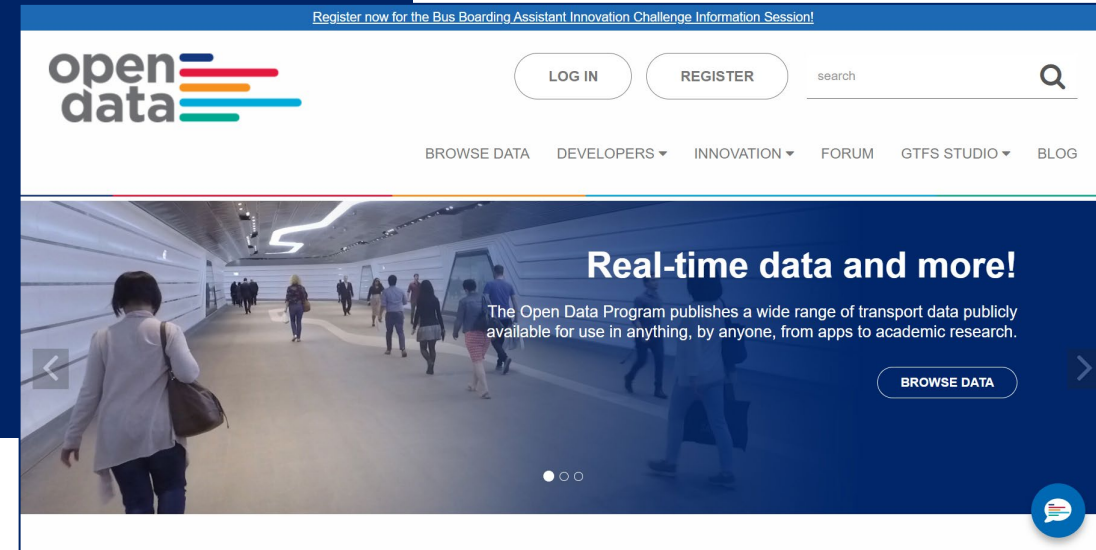 Register now for the Bus Boarding Assistant Innovation Challenge Information Session!
open
data
LOG IN
REGISTER
search
BROWSE DATA
DEVELOPERS
INNOVATION
FORUM
GTFS STUDIO
BLOG
Real-time data and more!
The Open Data Program publishes a wide range of transport data publicly
available for use in anything, by anyone, from apps to academic research.
BROWSE DATA